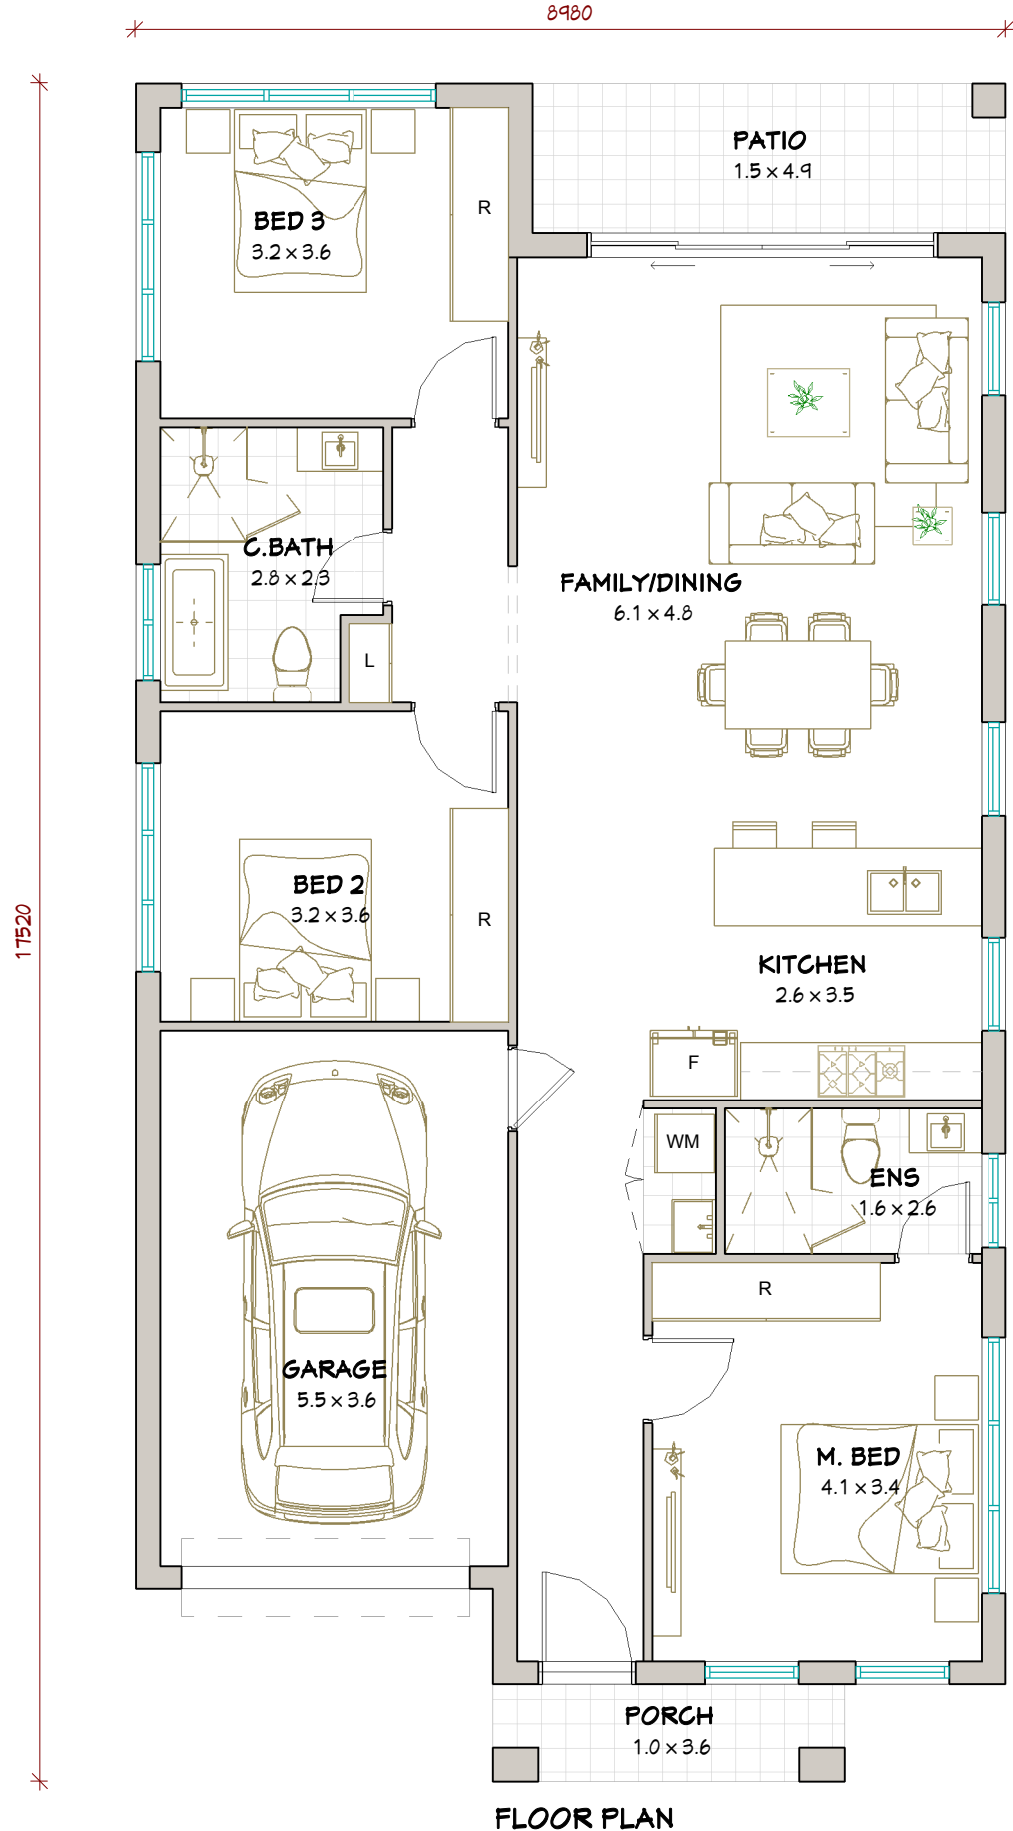 8980
PATIO
1.5 x 4.9
BED 3
3.2 x 3.6
R
C.BATH
2.8 x 2.3
FAMILY/DINING
6.1 x 4.8
L
BED 2
3.2 x 3.6
R
17520
KITCHEN
2.6 x 3.5
F
WM
ENS
1.6 x 2.6
R
GARAGE
5.5 x 3.6
M. BED
4.1 x 3.4
PORCH
1.0 x 3.6
FLOOR PLAN